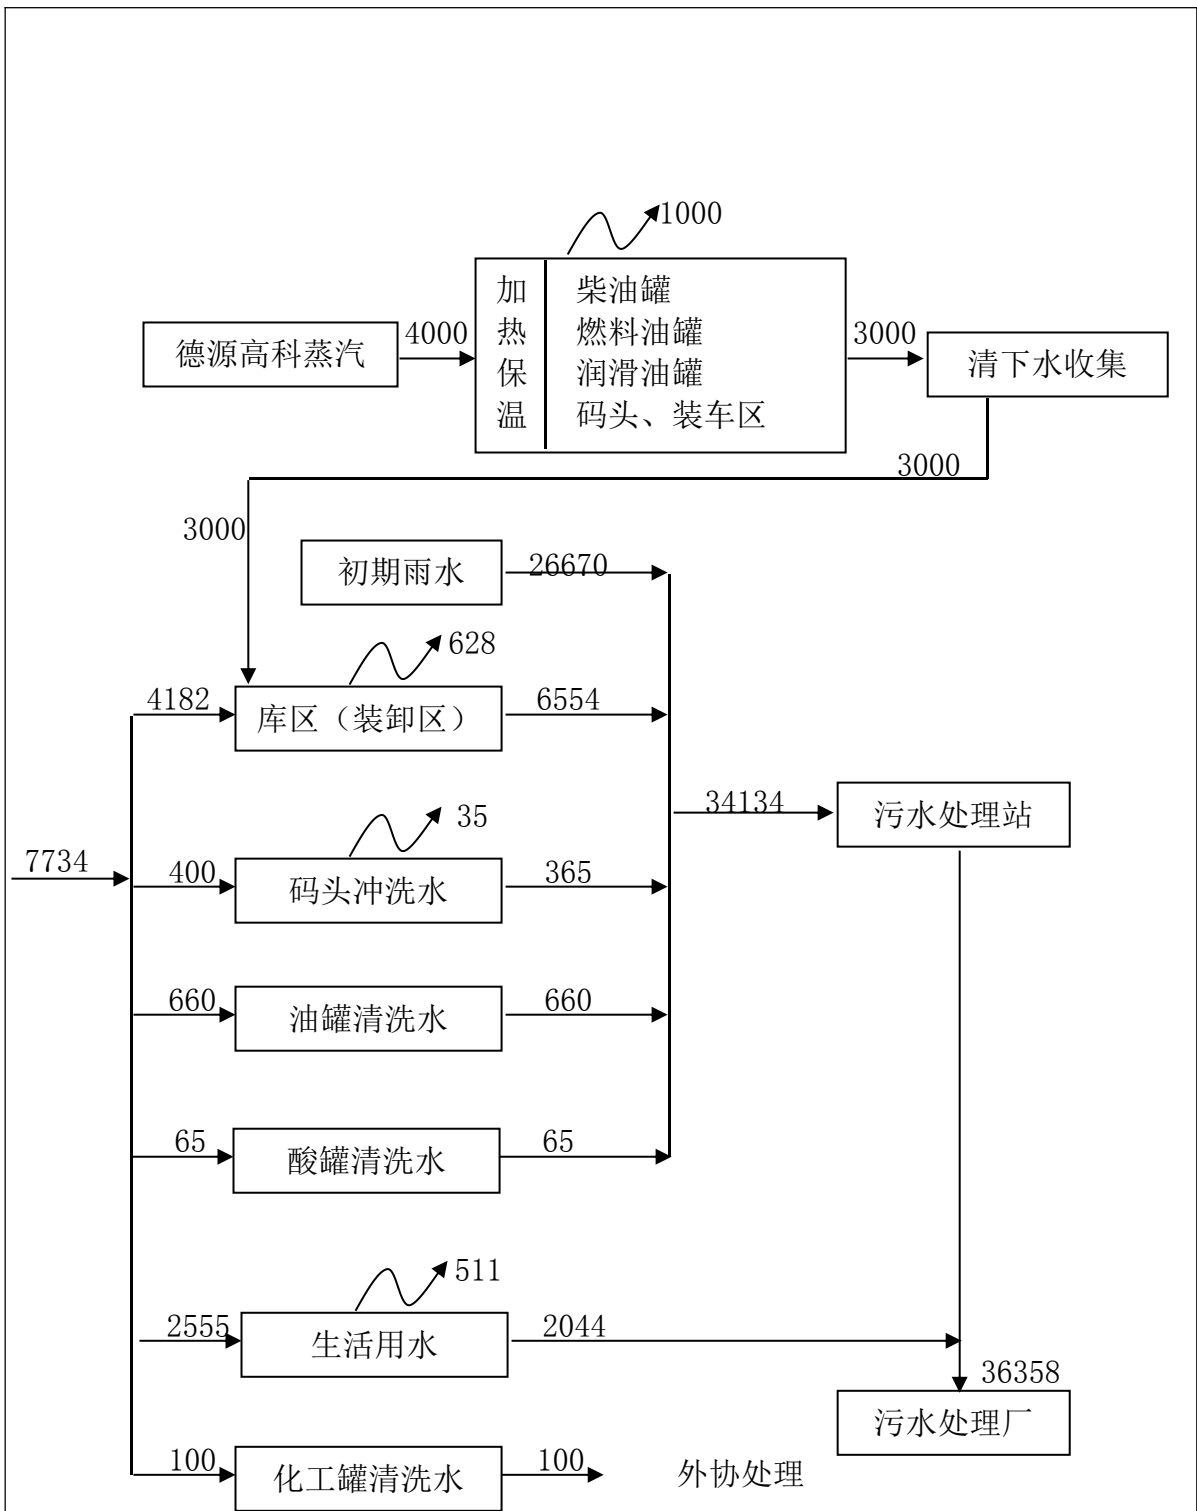 1000
加热保温
柴油罐
燃料油罐
润滑油罐
码头、装车区
德源高科蒸汽
4000
3000
清下水收集
3000
3000
初期雨水
26670
628
4182
库区（装卸区）
6554
34134
污水处理站
35
7734
400
码头冲洗水
365
660
油罐清洗水
660
65
酸罐清洗水
65
511
2555
生活用水
2044
36358
污水处理厂
100
化工罐清洗水
100
外协处理